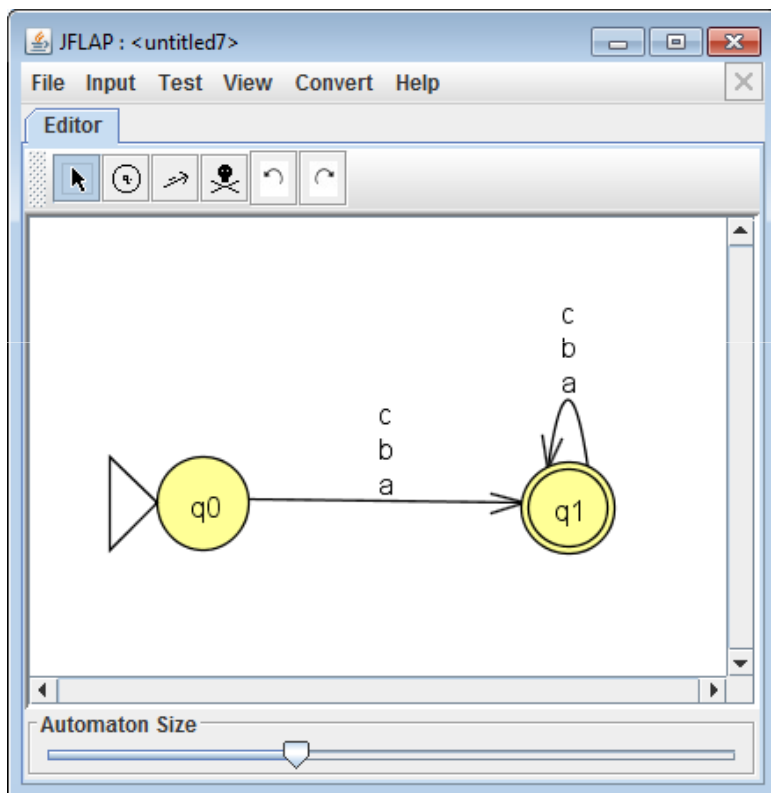 JFLAP : <untitled7>
File Input Test View Convert Help
Editor
q
c
b
a
c
b
a
q0
q1
Automaton Size